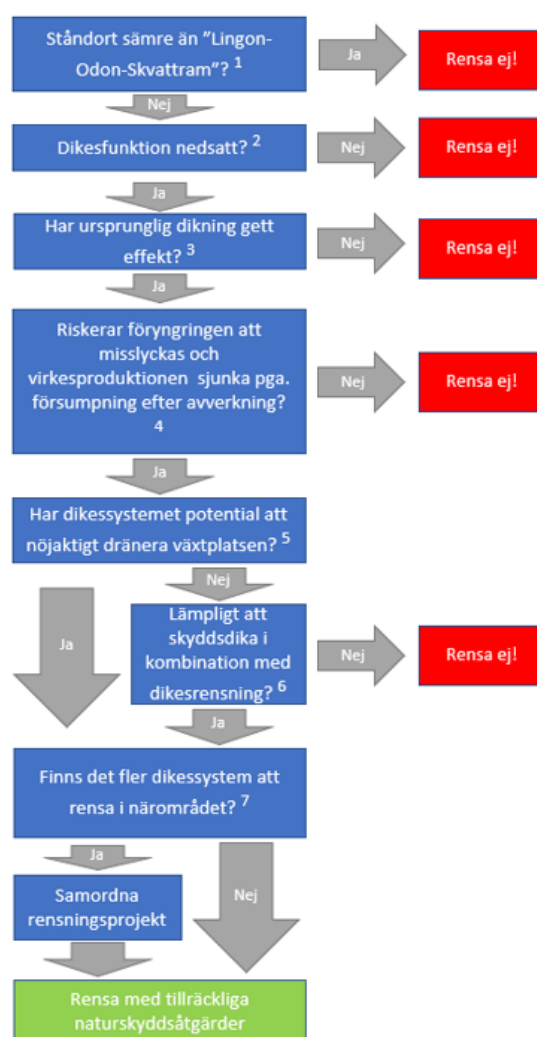 Ståndort sämre än ”Lingon-
Odon-Skvattram”? 1
Ja
Rensa ej!
Nej
Dikesfunktion nedsatt? 2
Nej
Rensa ej!
Ja
Har ursprunglig dikning gett
effekt? 3
Nej
Rensa ej!
Ja
Riskerar föryngringen att
misslyckas och
virkesproduktionen sjunka pga.
försumpning efter avverkning?
4
Nej
Rensa ej!
Ja
Har dikessystemet potential att
nöjaktigt dränera växtplatsen? 5
Nej
Ja
Lämpligt att
skyddsdika i
kombination med
dikesrensning? 6
Nej
Rensa ej!
Ja
Finns det fler dikessystem att
rensa i närområdet? 7
Ja
Nej
Samordna
rensningsprojekt
Rensa med tillräckliga
naturskyddsåtgärder